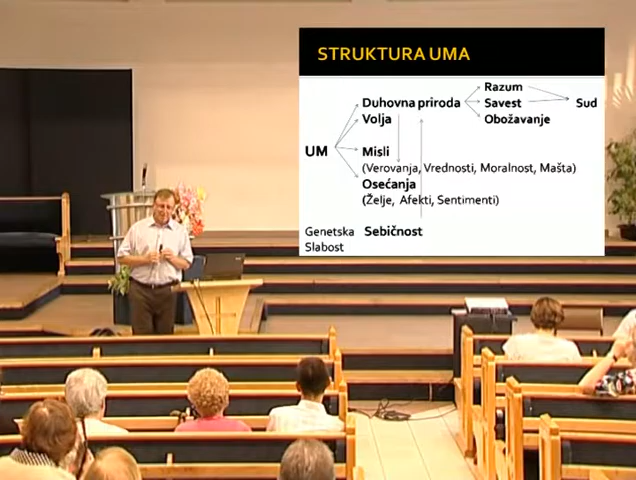 STRUKTURA UMA
Razum
Duhovna priroda
Savest
Sud
Volja
Obožavanje
UM
Misli
(Verovanja, Vrednosti, Moralnost, Mašta)
Osećanja
(Želje, Afekti, Sentimenti)
Genetska Slabost
Sebičnost